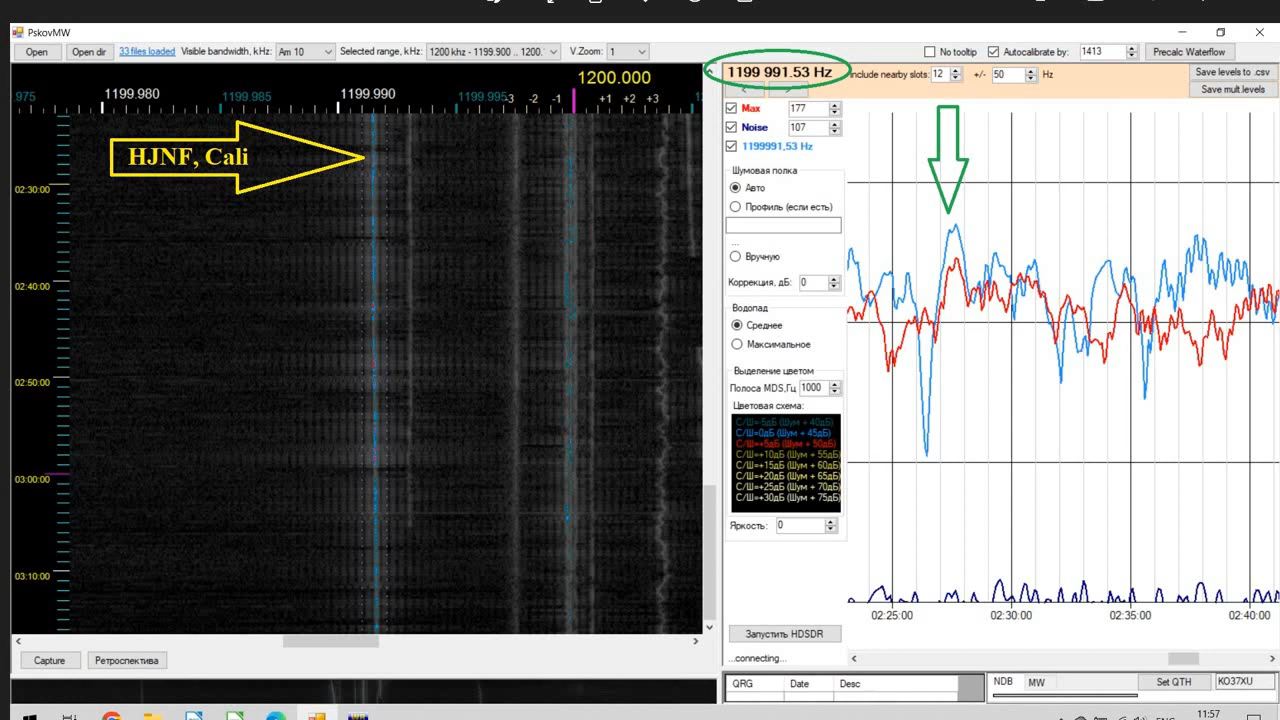 PskovMW
Open
Open dir
33 files loaded
Visible bandwidth, kHz:
Am 10
Selected range, kHz:
1200 khz - 1199.900 .. 1200.
V.Zoom:
1
No tooltip
Autocalibrate by:
1413
Precalc Waterflow
1200.000
.975
1199.980
1199.985
1199.990
1199.995
-3
-2
-1
+1
+2
+3
HJNF, Cali
02:30:00
02:40:00
02:50:00
03:00:00
03:10:00
1199 991.53 Hz
include nearby slots:
12
+/-
50
Hz
Save levels to .csv
Save mult.levels
<
>
Max
177
Noise
107
1199991,53 Hz
Шумовая полка
Авто
Профиль (если есть)
...
Вручную
Коррекция, дБ:
0
Водопад
Среднее
Максимальное
Выделение цветом
Полоса MDS,Гц
1000
Цветовая схема:
С/Ш=-5дБ (Шум + 40дБ)
С/Ш=0дБ (Шум + 45дБ)
С/Ш=+5дБ (Шум + 50дБ)
С/Ш=+10дБ (Шум + 55дБ)
С/Ш=+15дБ (Шум + 60дБ)
С/Ш=+20дБ (Шум + 65дБ)
С/Ш=+25дБ (Шум + 70дБ)
С/Ш=+30дБ (Шум + 75дБ)
Яркость:
0
02:25:00
02:30:00
02:35:00
02:40:00
Запустить HDSDR
...connecting...
Capture
Ретроспектива
QRG
Date
Desc
NDB
MW
Set QTH
KO37XU
11:57